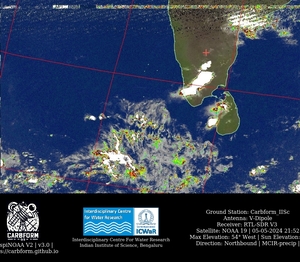 CARBFORM
spiNOAA V2 | v3.0 |
s://carbform.github.io
Interdisciplinary Centre
For Water Research
ICWaR
Interdisciplinary Centre For Water Research
Indian Institute of Science, Bengaluru
Ground Station: Carbform_IISc
Antenna: V-Dipole
Receiver: RTL-SDR V3
Satellite: NOAA 19 | 05-05-2024 21:52
Max Elevation: 54° West | Sun Elevation:
Direction: Northbound | MCIR-precip |